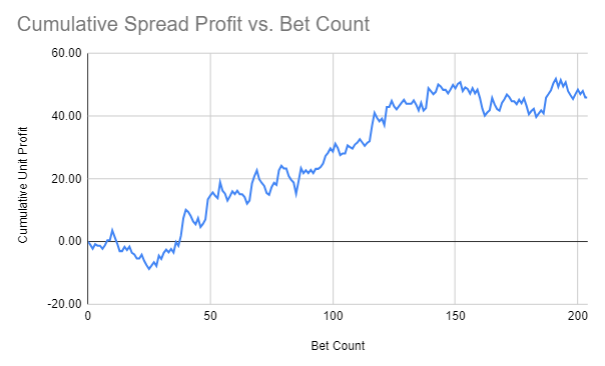 Cumulative Spread Profit vs. Bet Count
60.00
40.00
20.00
0.00
-20.00
Cumulative Unit Profit
0 50 100 150 200
Bet Count